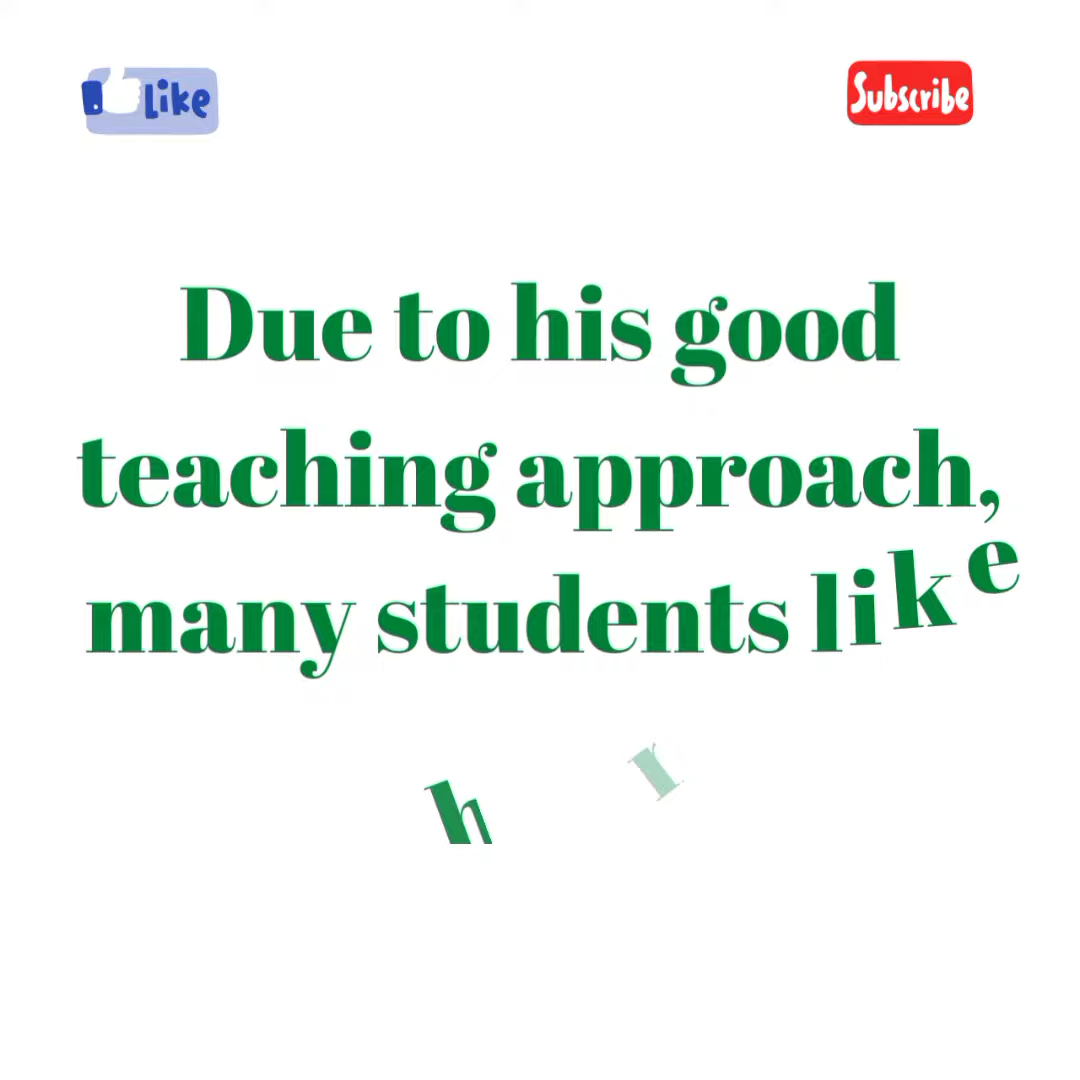 Like
Subscribe
Due to his good
teaching approach,
many students like
h r